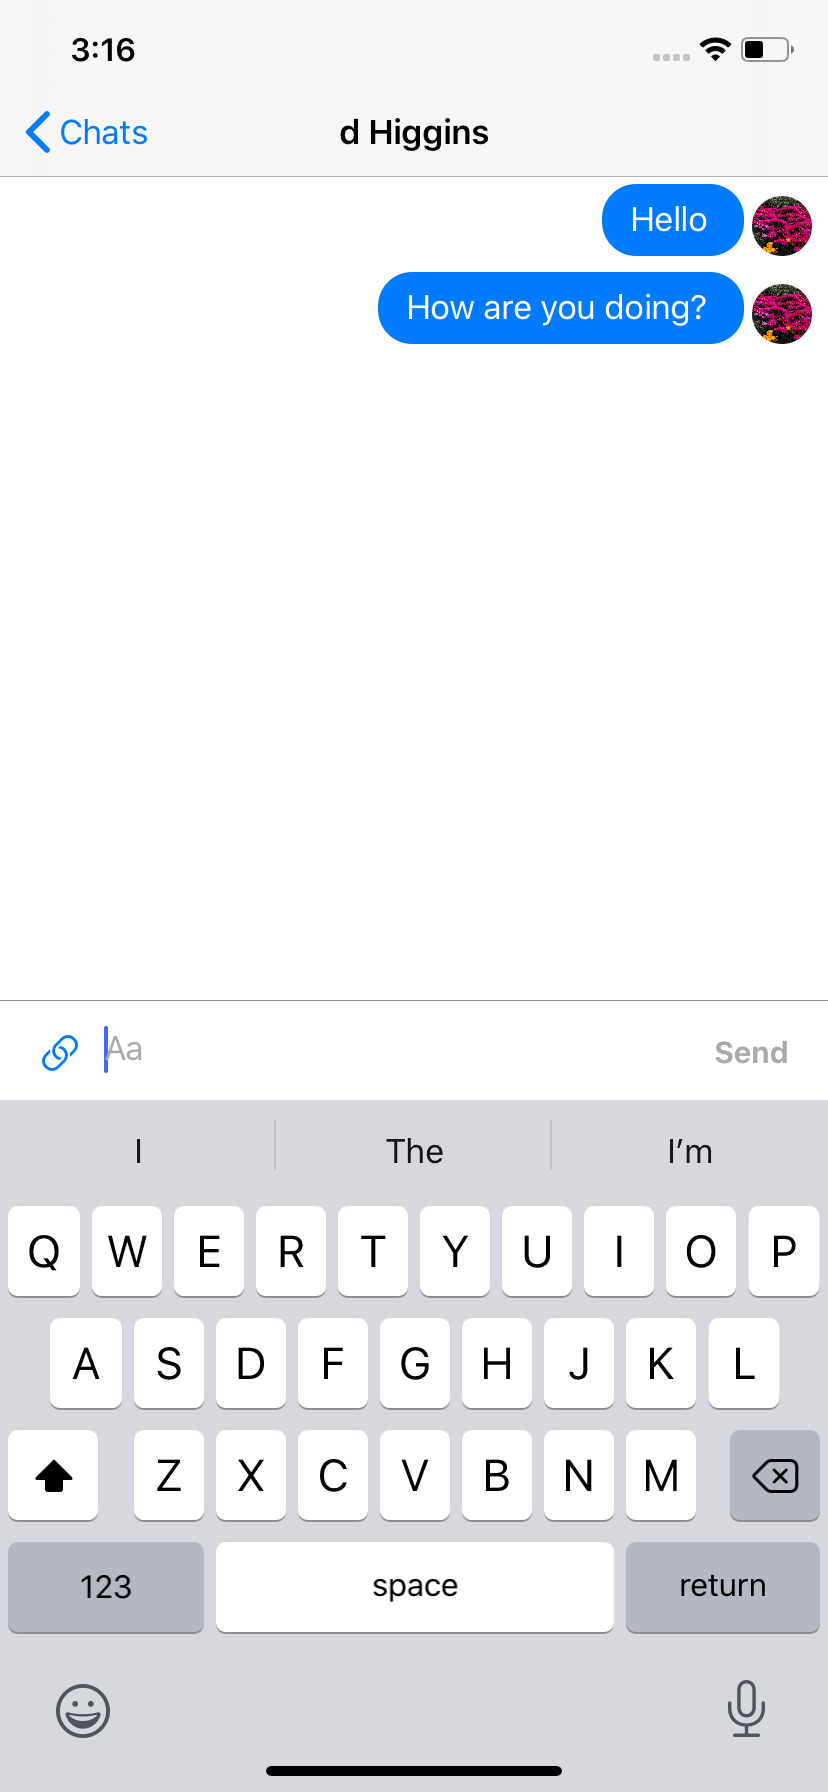 3:16
Chats
d Higgins
Hello
How are you doing?
Aa
Send
I The I’m
Q W E R T Y U I O P
A S D F G H J K L
Z X C V B N M
123 space return